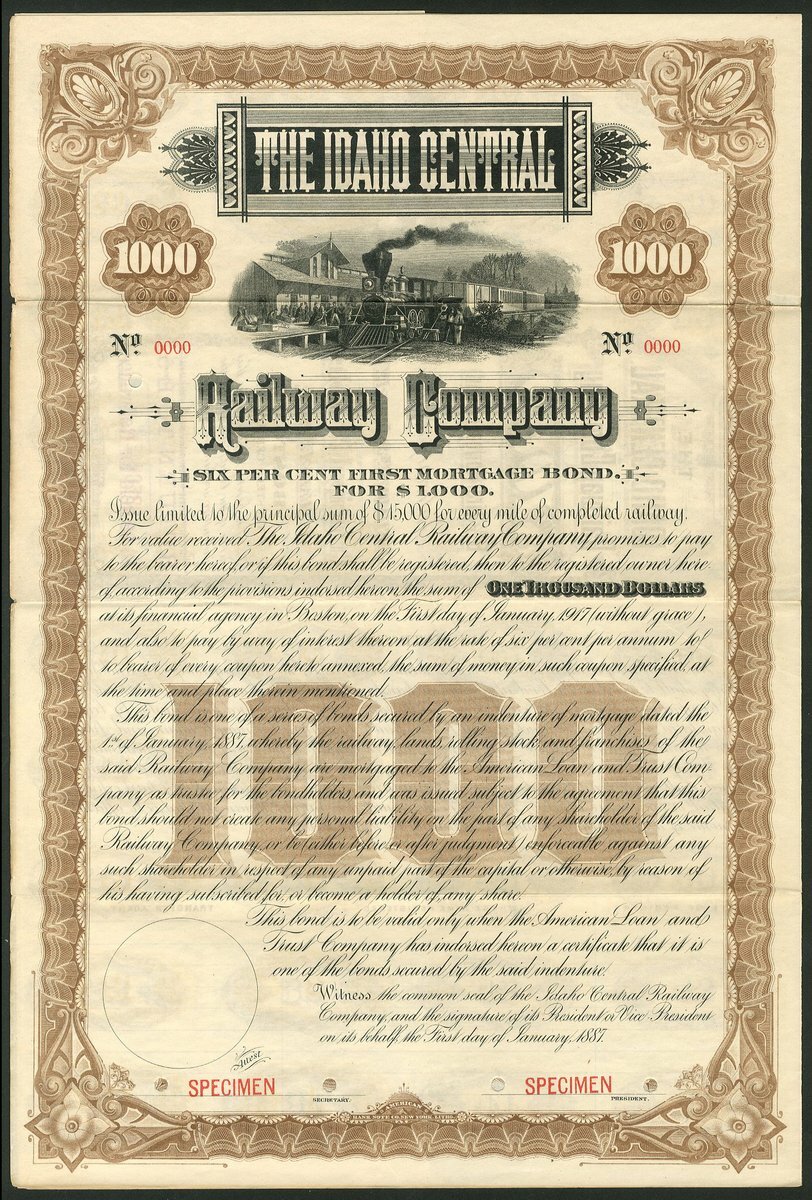 THE IDAHO CENTRAL
1000 1000
No. 0000 No. 0000
Railway Company
SIX PER CENT FIRST MORTGAGE BOND.
FOR $1,000.
Issue limited to the principal sum of $15,000 for every mile of completed railway.
For value received, The Idaho Central Railway Company promises to pay
to the bearer hereof, or if this bond shall be registered, then to the registered owner here
of, according to the provisions indorsed hereon, the sum of ONE THOUSAND DOLLARS
at its financial agency in Boston, on the First day of January, 1917 (without grace),
and also to pay by way of interest thereon, at the rate of six per cent per annum to
to bearer of every coupon hereto annexed, the sum of money in such coupon specified, at
the time and place therein mentioned.
This bond is one of a series of bonds secured by an indenture of mortgage dated the
1st of January, 1887, whereby the railway, lands, rolling stock, and franchises of the
said Railway Company are mortgaged to the American Loan and Trust Com-
pany as trustee for the bondholders, and was issued subject to the agreement that this
bond should not create any personal liability on the part of any Shareholder of the said
Railway Company, or be (either before or after judgment) enforceable against any
such shareholder in respect of any unpaid part of the capital or otherwise, by reason of
his having subscribed for, or become a holder of any share.
1000
This bond is to be valid only when the American Loan and
Trust Company has indorsed hereon a certificate that it is
one of the bonds secured by the said indenture.
Witness the common seal of the Idaho Central Railway
Company, and the signature of its President or Vice-President
on its behalf, the First day of January, 1887.
Attest
SPECIMEN SPECIMEN
SECRETARY. PRESIDENT.
AMERICAN
BANK NOTE CO. NEW YORK. LITHO.